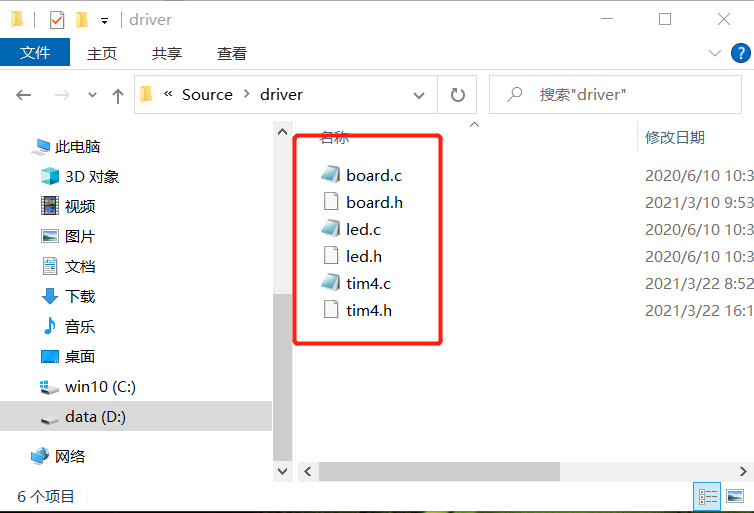 driver
文件 主页 共享 查看
« Source > driver
搜索"driver"
名称 修改日期
此电脑
3D 对象
视频
图片
文档
下载
音乐
桌面
win10 (C:)
data (D:)
网络
board.c 2020/6/10 10:3
board.h 2021/3/10 9:53
led.c 2020/6/10 10:3
led.h 2020/6/10 10:3
tim4.c 2021/3/22 8:52
tim4.h 2021/3/22 16:1
6 个项目